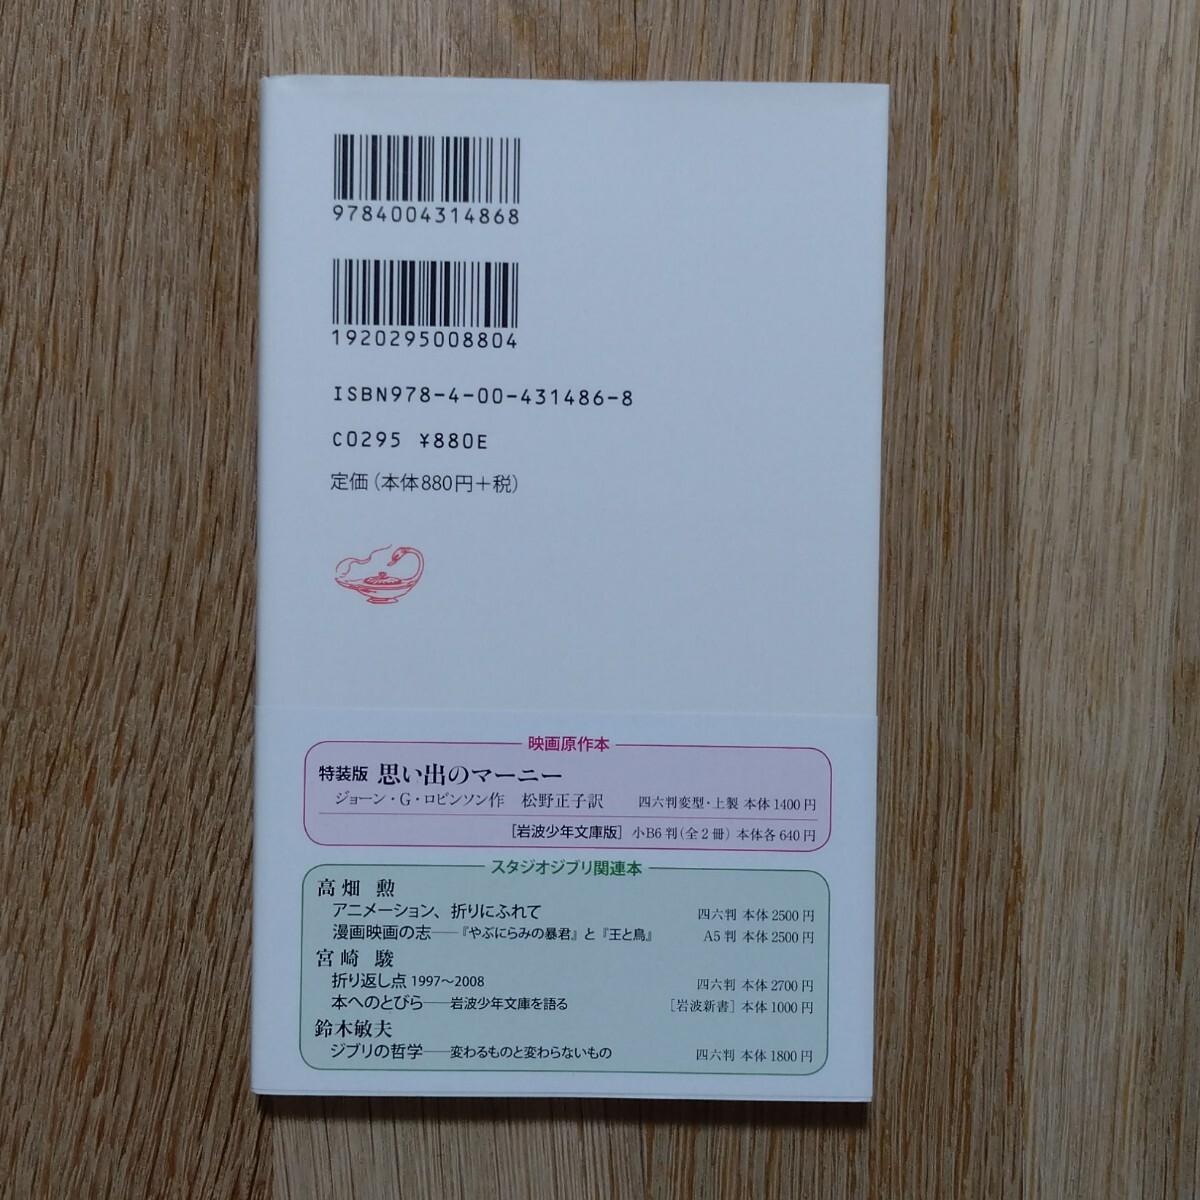 9784004314868
1920295008804
ISBN978-4-00-431486-8
C0295 ¥880E
定価(本体880円+税)
映画原作本
特装版 思い出のマーニー
ジョーン・G・ロビンソン作 松野正子訳 四六判変型・上製 本体1400円
[岩波少年文庫版] 小B6判(全2冊) 本体各640円
スタジオジブリ関連本
高畑 勲
アニメーション、折りにふれて 四六判 本体2500円
漫画映画の志──『やぶにらみの暴君』と『王と鳥』 A5判 本体2500円
宮崎 駿
折り返し点 1997〜2008 四六判 本体2700円
本へのとびら──岩波少年文庫を語る [岩波新書] 本体1000円
鈴木敏夫
ジブリの哲学──変わるものと変わらないもの 四六判 本体1800円